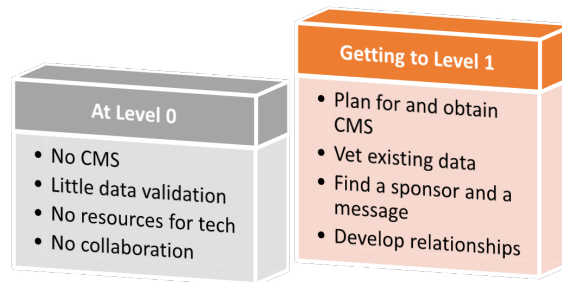 At Level 0
• No CMS
• Little data validation
• No resources for tech
• No collaboration
Getting to Level 1
• Plan for and obtain
CMS
• Vet existing data
• Find a sponsor and a
message
• Develop relationships